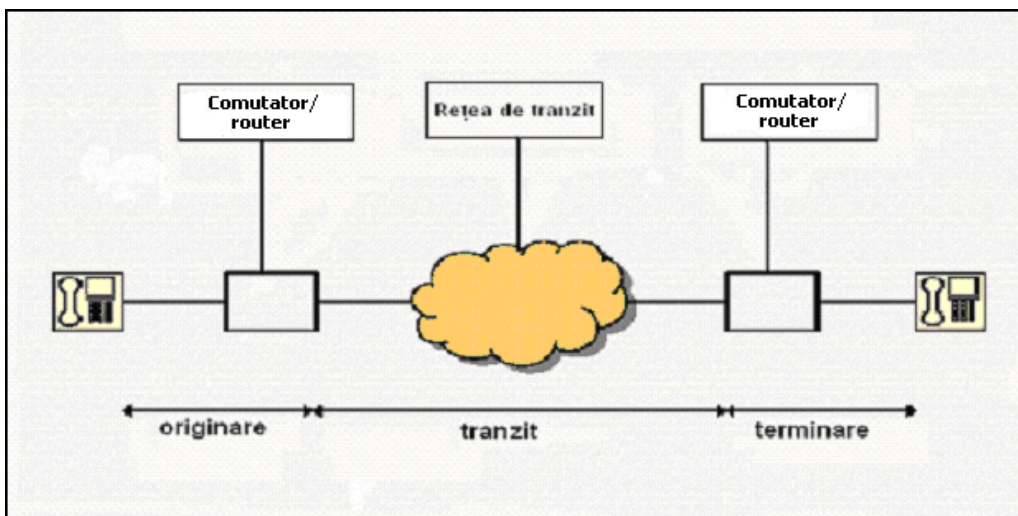 Comutator/
router
Rețea de tranzit
Comutator/
router
originare
tranzit
terminare